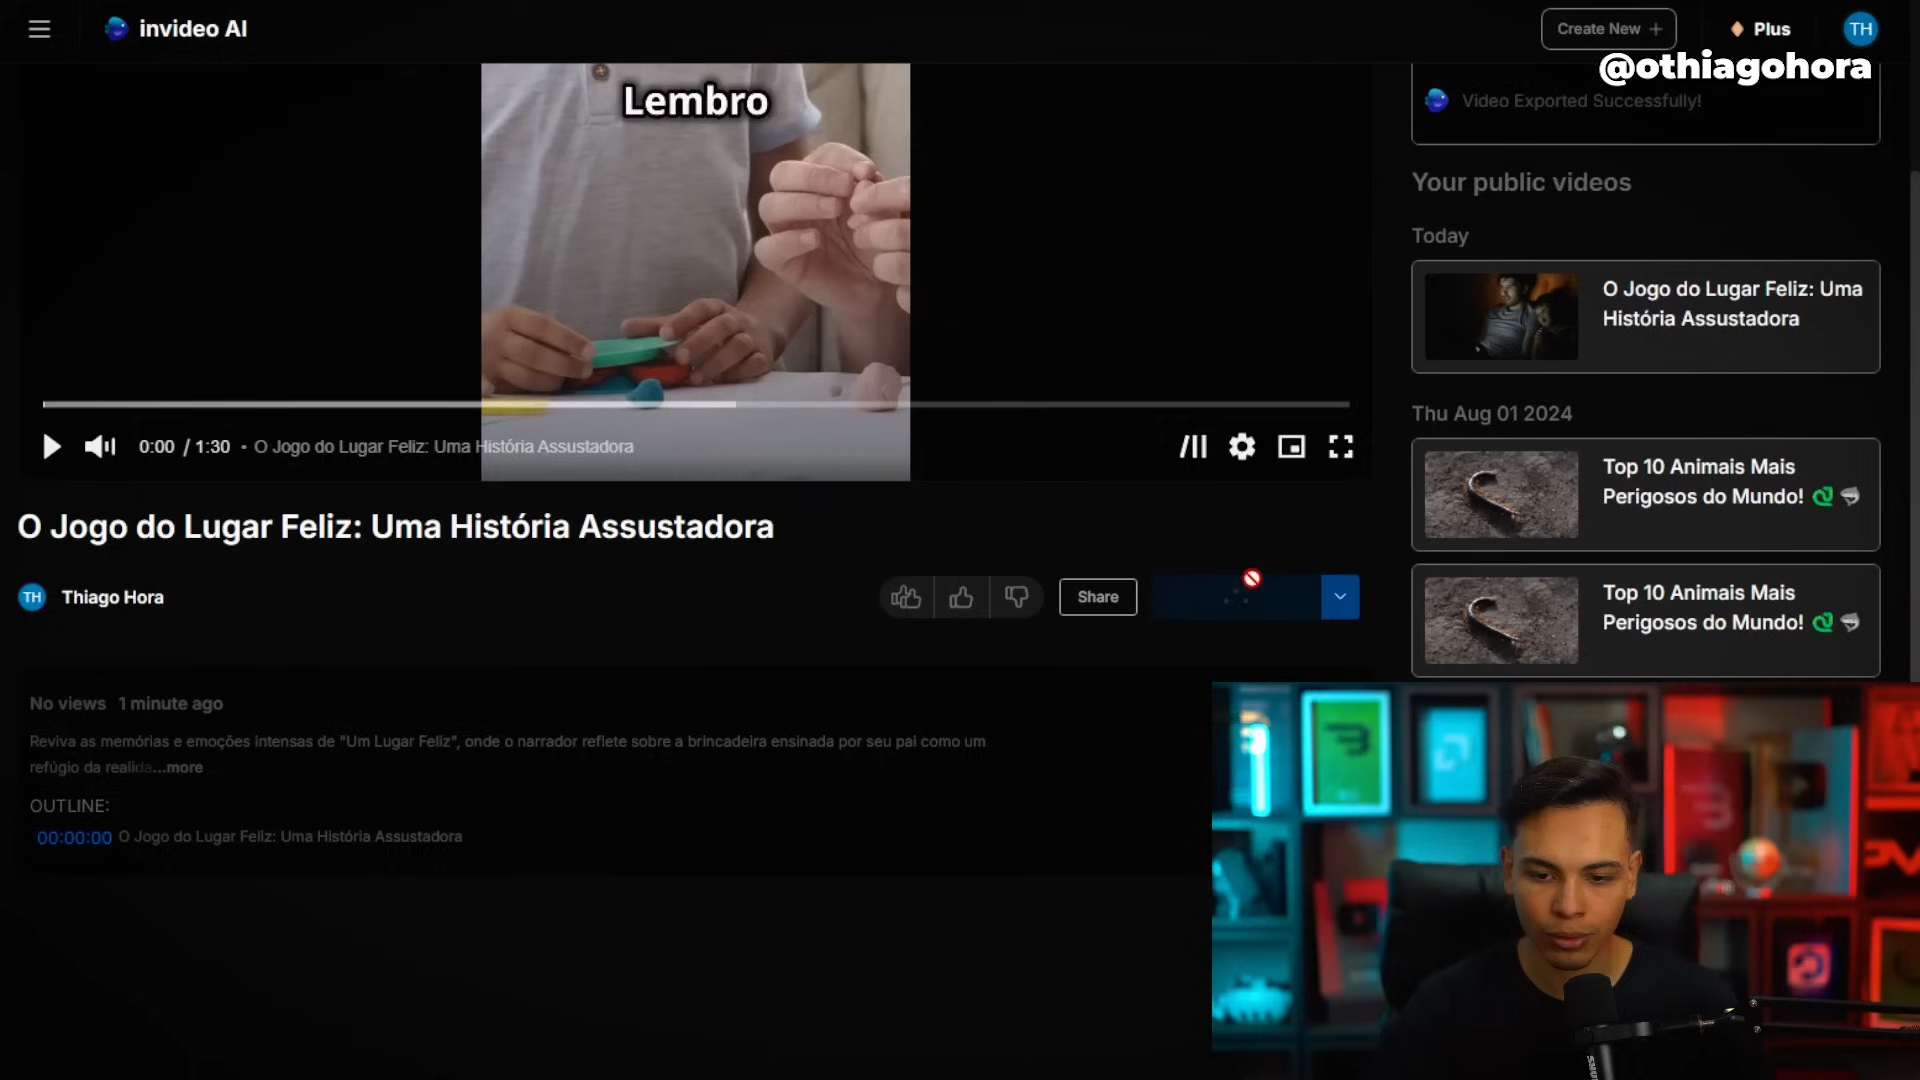 invideo AI
Create New +
Plus
TH
@othiagohora
Lembro
Video Exported Successfully!
Your public videos
Today
O Jogo do Lugar Feliz: Uma
História Assustadora
Thu Aug 01 2024
Top 10 Animais Mais
Perigosos do Mundo!
Top 10 Animais Mais
Perigosos do Mundo!
0:00 / 1:30 • O Jogo do Lugar Feliz: Uma História Assustadora
O Jogo do Lugar Feliz: Uma História Assustadora
TH Thiago Hora
Share
No views 1 minute ago
Reviva as memórias e emoções intensas de "Um Lugar Feliz", onde o narrador reflete sobre a brincadeira ensinada por seu pai como um
refúgio da realida...more
OUTLINE:
00:00:00 O Jogo do Lugar Feliz: Uma História Assustadora